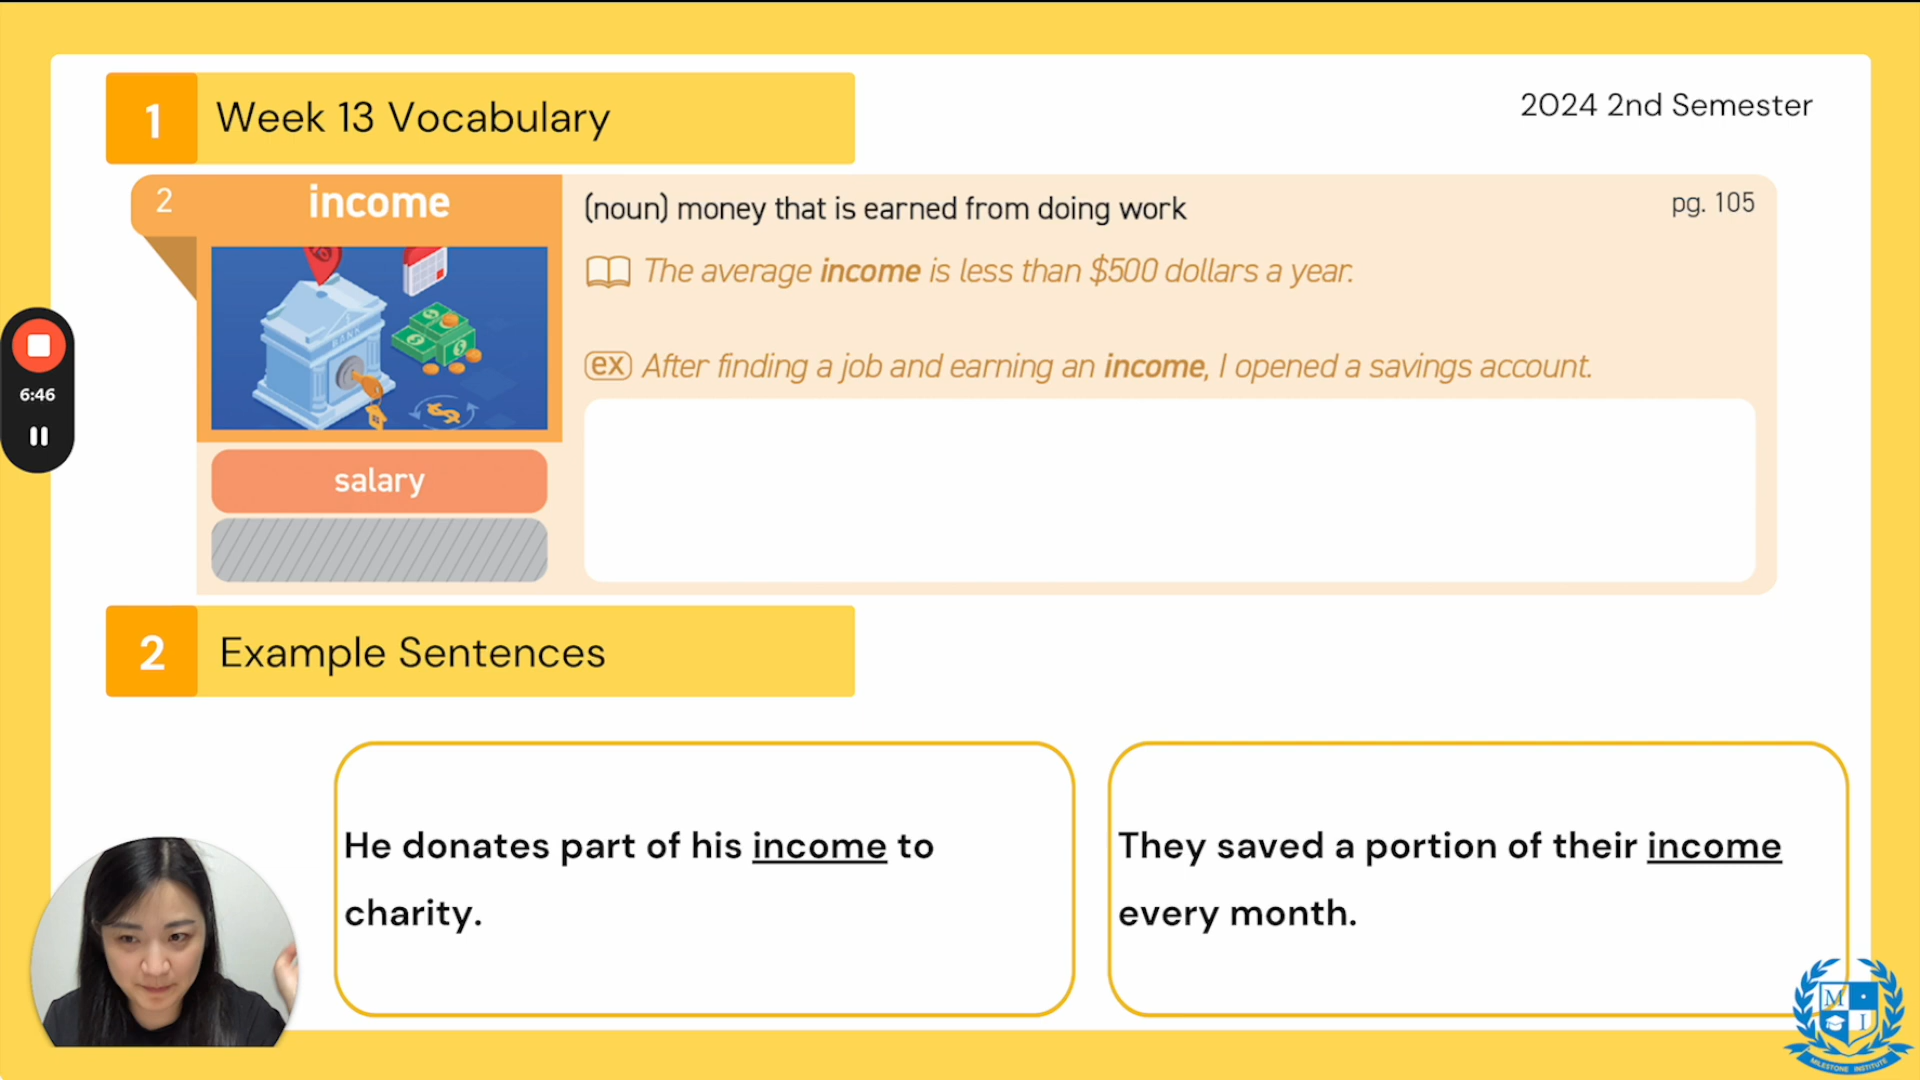 1 Week 13 Vocabulary
2024 2nd Semester
2 income
(noun) money that is earned from doing work
pg. 105
The average income is less than $500 dollars a year.
BANK
6:46
ex After finding a job and earning an income, I opened a savings account.
salary
2 Example Sentences
He donates part of his income to
charity.
They saved a portion of their income
every month.
M
I
MILESTONE INSTITUTE